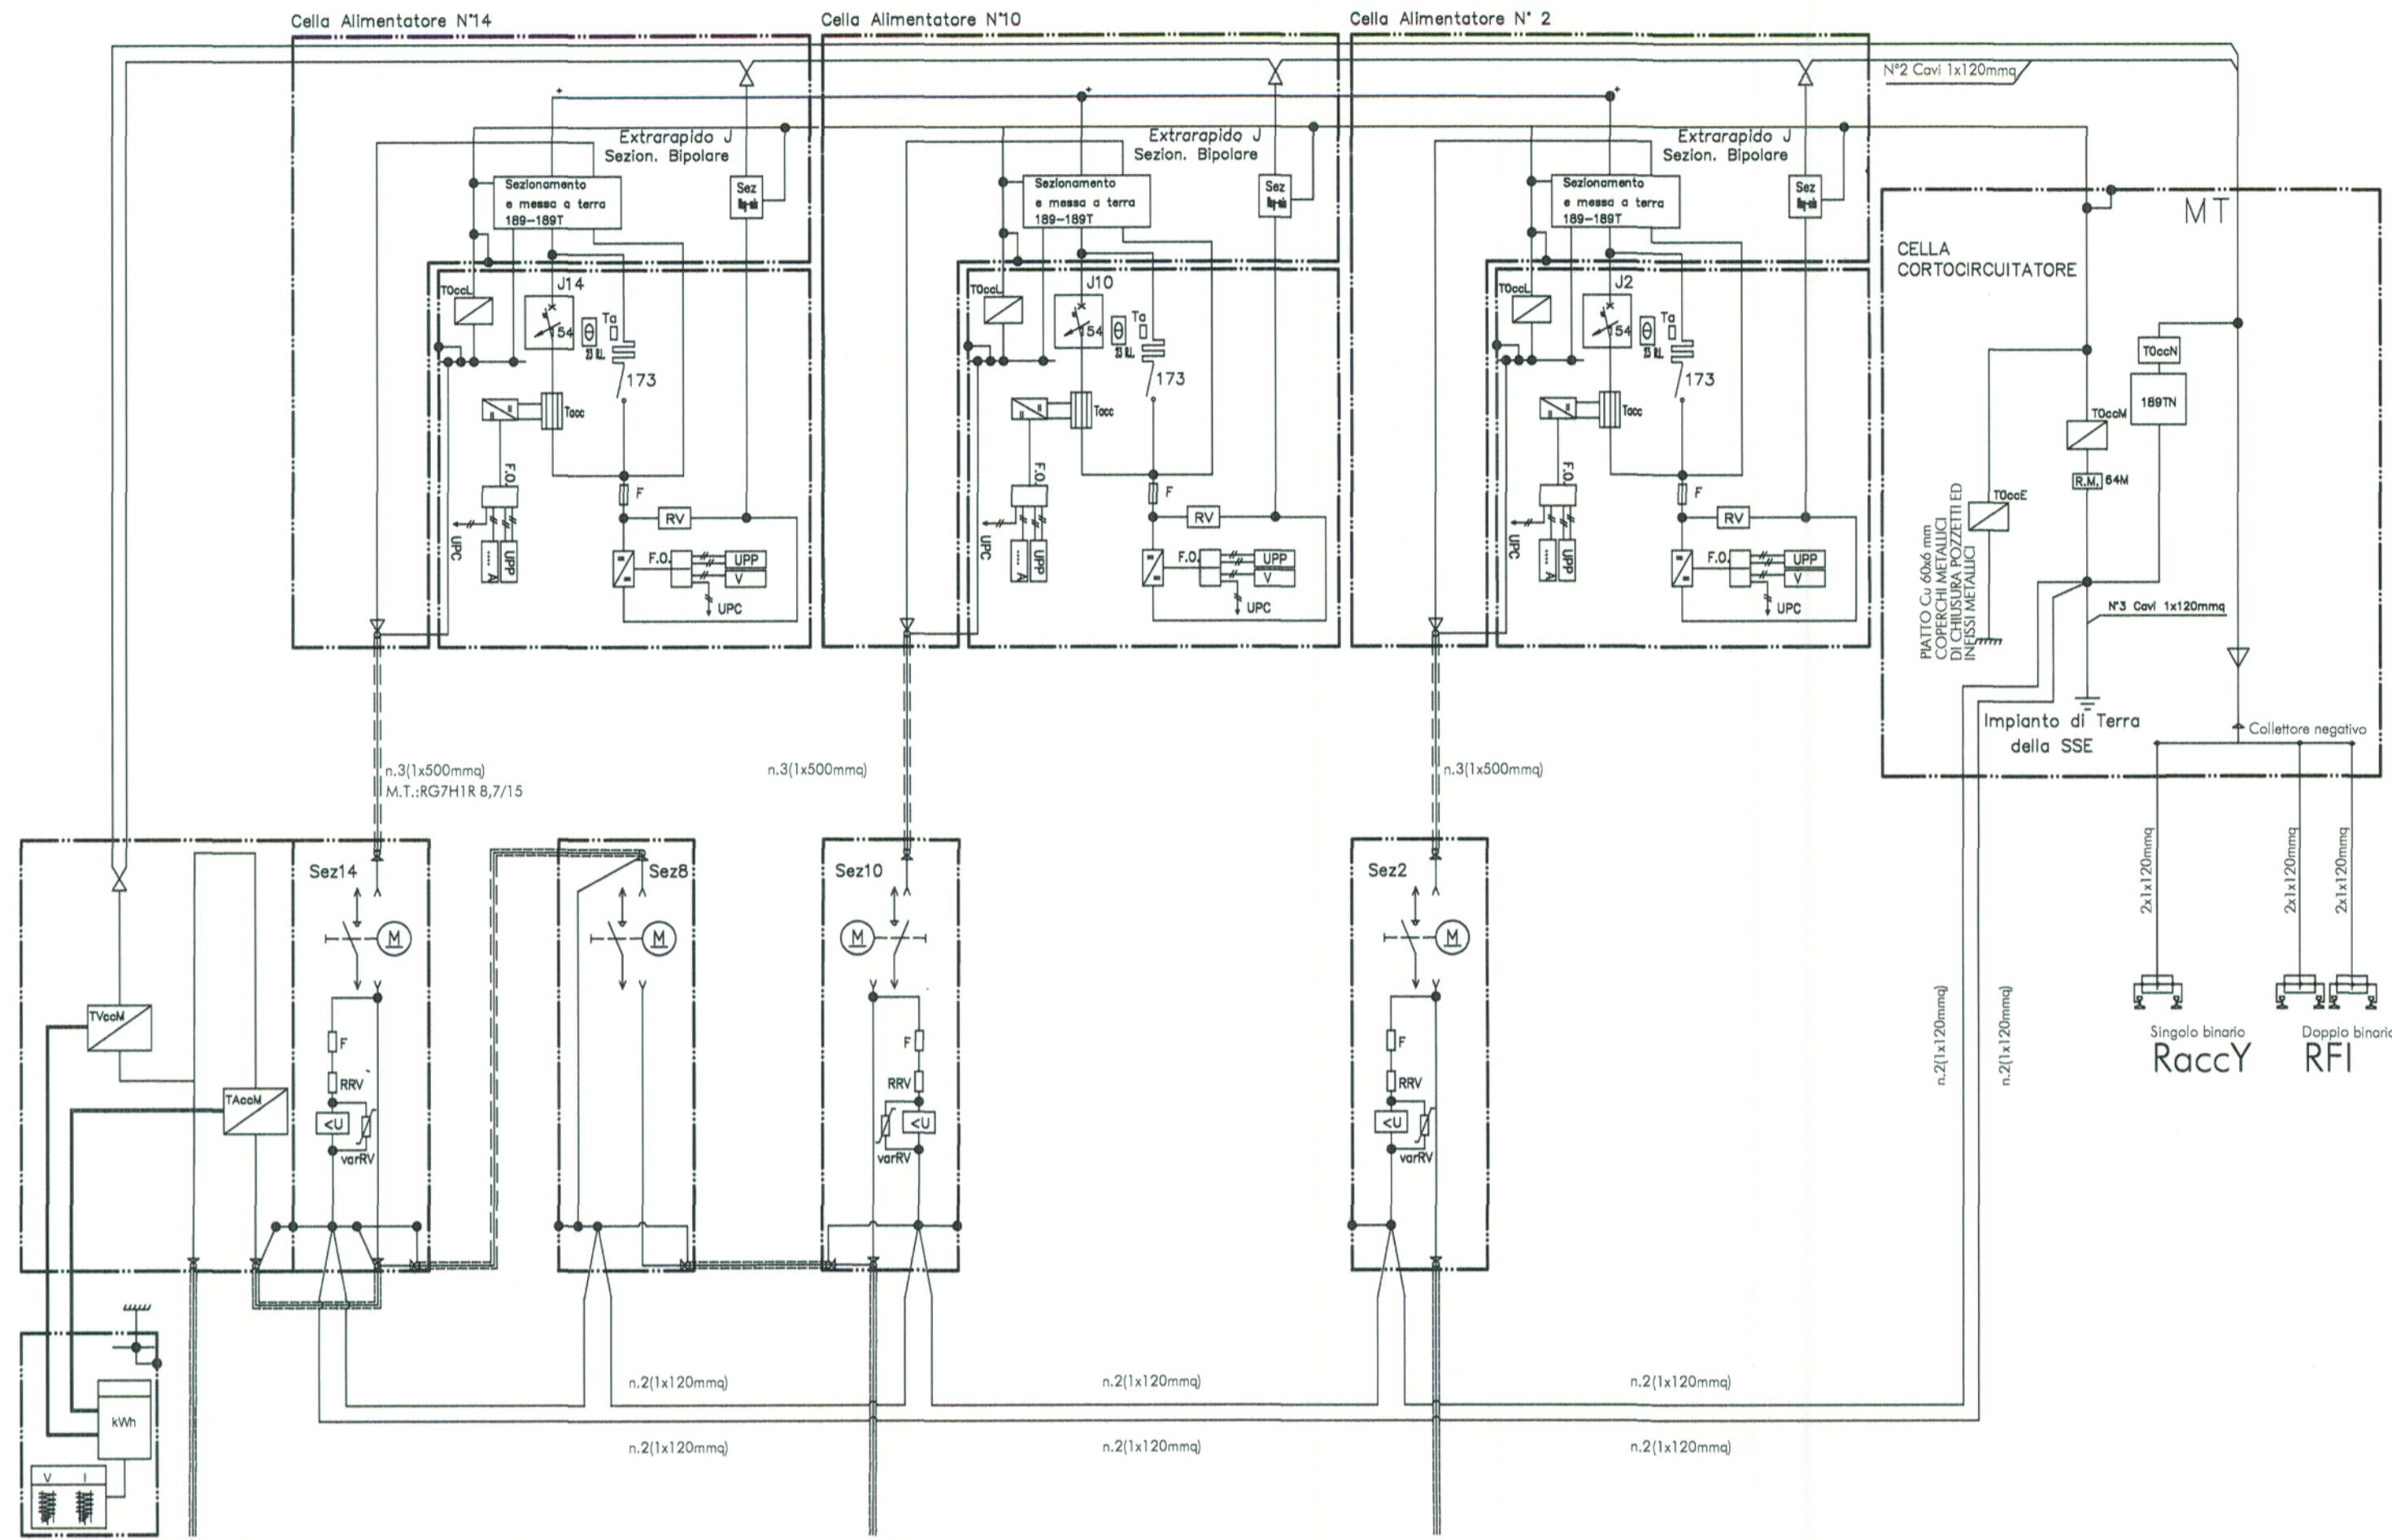 Cella Alimentatore N°14
Cella Alimentatore N°10
Cella Alimentatore N° 2
N°2 Cavi 1x120mmq
+
+
+
Extrarapido J
Sezion. Bipolare
Extrarapido J
Sezion. Bipolare
Extrarapido J
Sezion. Bipolare
Sezionamento
e messa a terra
189-189T
Sez
Sezionamento
e messa a terra
189-189T
Sez
Sezionamento
e messa a terra
189-189T
Sez
TOccL
J14
54
Ta
173
Tacc
F.O.
UPC
.... A
UPP
F
RV
F.O.
UPP
V
UPC
TOccL
J10
54
Ta
173
Tacc
F.O.
UPC
.... A
UPP
F
RV
F.O.
UPP
V
UPC
TOccL
J2
54
Ta
173
Tacc
F.O.
UPC
.... A
UPP
F
RV
F.O.
UPP
V
UPC
MT
CELLA
CORTOCIRCUITATORE
TOccN
189TN
TOccM
R.M. 64M
TOccE
PIATTO Cu 60x6 mm
COPERCHI METALLICI
DI CHIUSURA POZZETTI ED
INFISSI METALLICI
N°3 Cavi 1x120mmq
Impianto di Terra
della SSE
Collettore negativo
n.3(1x500mmq)
M.T.:RG7H1R 8,7/15
n.3(1x500mmq)
n.3(1x500mmq)
2x1x120mmq
2x1x120mmq
2x1x120mmq
Singolo binario
RaccY
Doppio binario
RFI
n.2(1x120mmq)
n.2(1x120mmq)
Sez14
M
F
RRV
<U
varRV
Sez8
M
Sez10
M
F
RRV
<U
varRV
Sez2
M
F
RRV
<U
varRV
TVccM
TAccM
kWh
V I
n.2(1x120mmq)
n.2(1x120mmq)
n.2(1x120mmq)
n.2(1x120mmq)
n.2(1x120mmq)
n.2(1x120mmq)